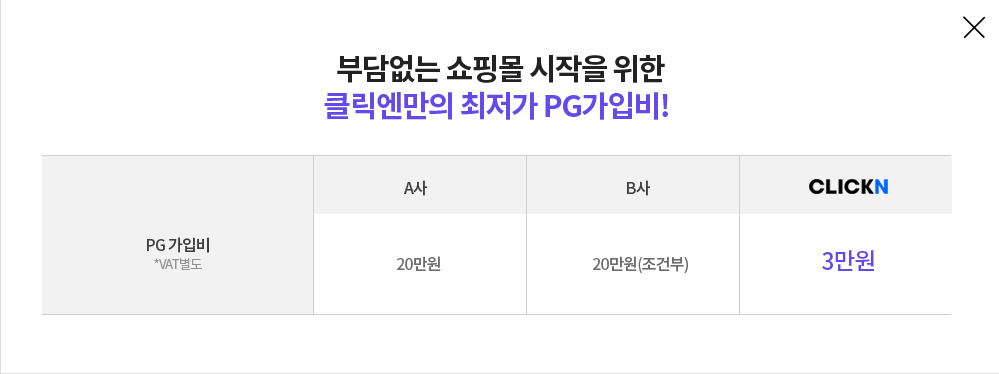 부담없는 쇼핑몰 시작을 위한
클릭엔만의 최저가 PG가입비!
A사 B사 CLICKN
PG 가입비
*VAT별도
20만원 20만원(조건부) 3만원